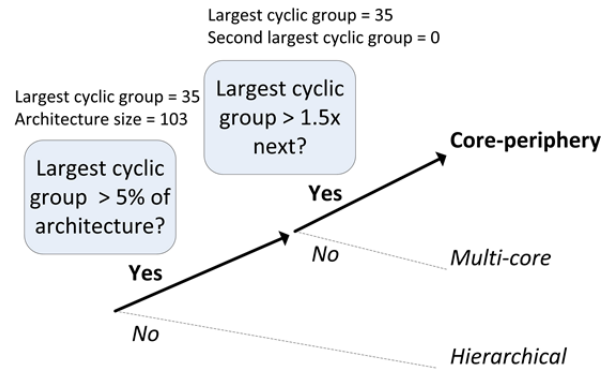 Largest cyclic group = 35
Second largest cyclic group = 0
Largest cyclic group = 35
Architecture size = 103
Largest cyclic
group > 1.5x
next?
Largest cyclic
group > 5% of
architecture?
Core-periphery
Yes
No
Multi-core
Yes
No
Hierarchical